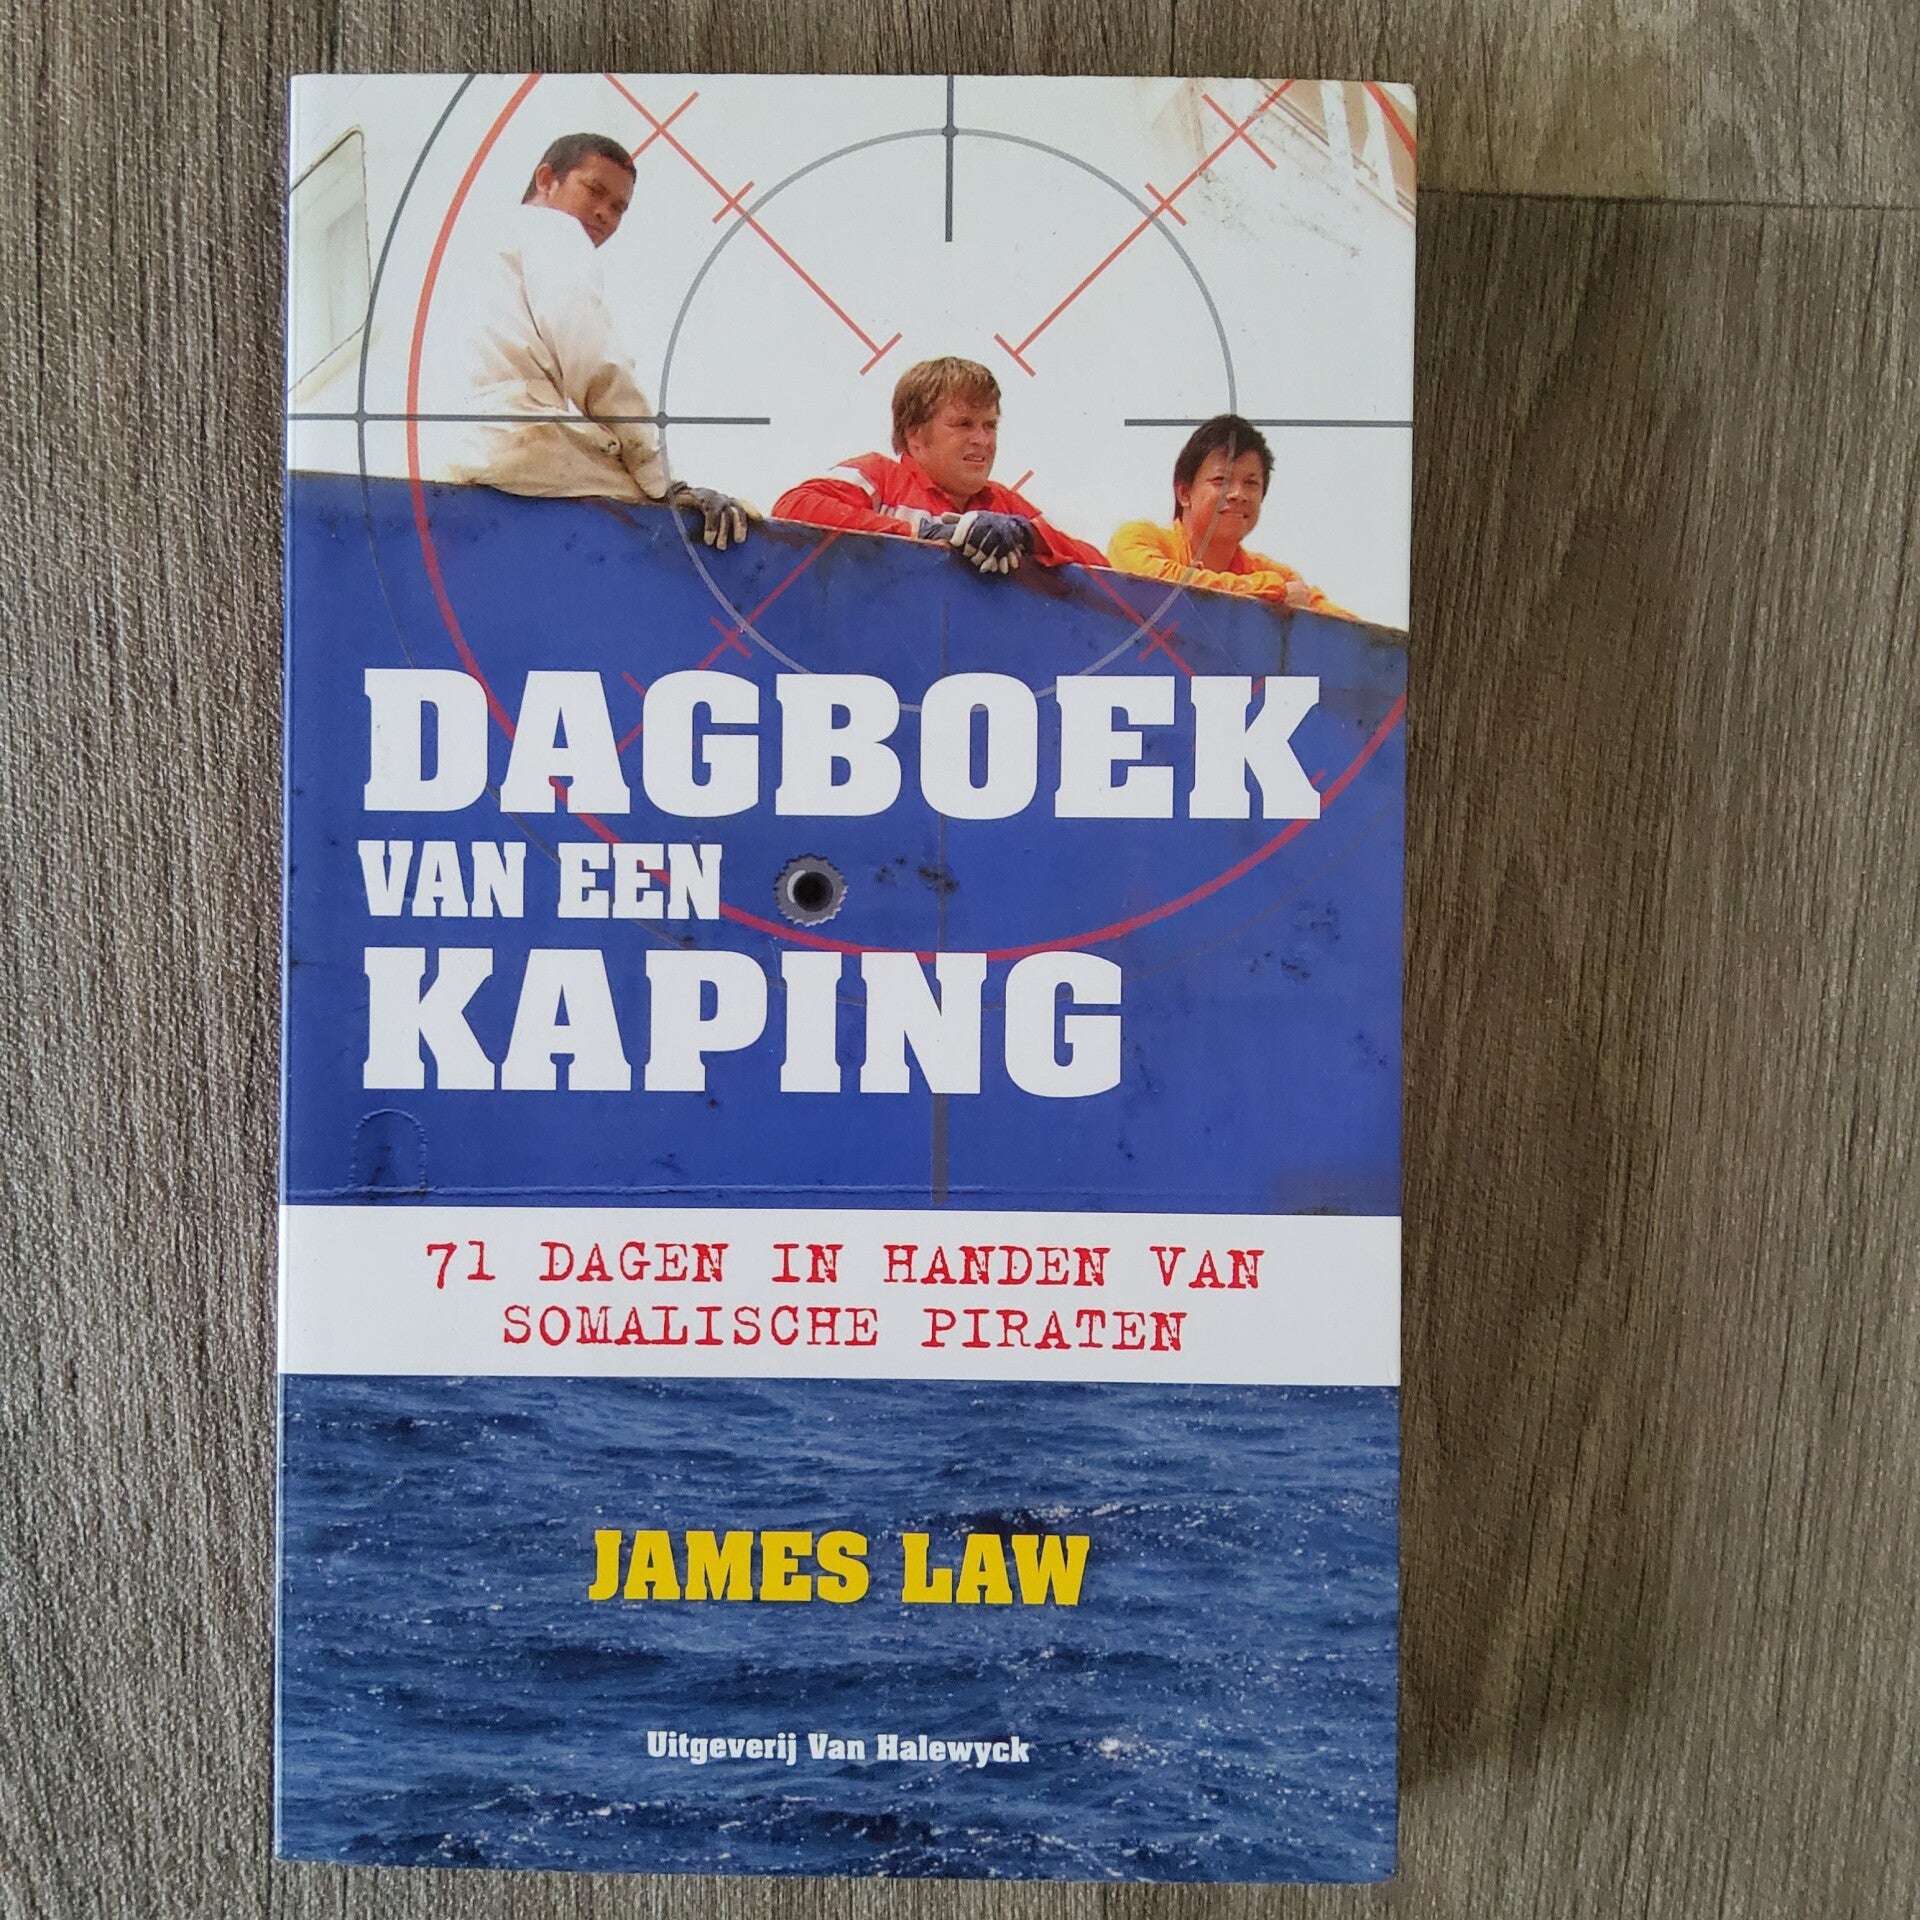 DAGBOEK
VAN EEN
KAPING
71 DAGEN IN HANDEN VAN
SOMALISCHE PIRATEN
JAMES LAW
Uitgeverij Van Halewyck